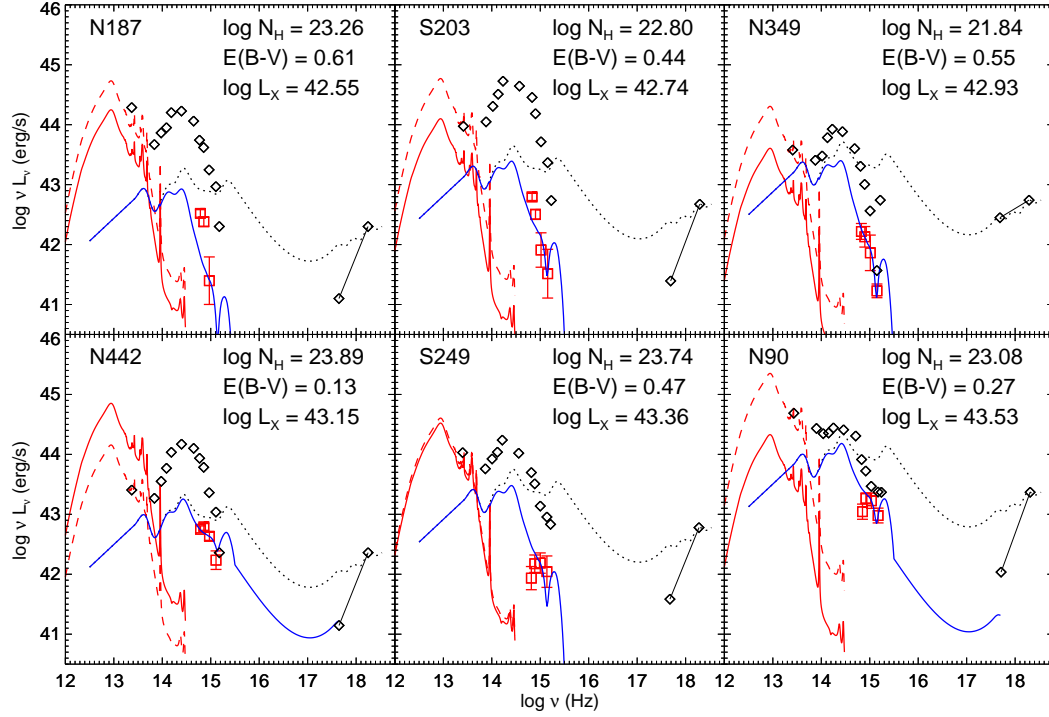 46
N187
log N_H = 23.26
E(B-V) = 0.61
log L_X = 42.55
S203
log N_H = 22.80
E(B-V) = 0.44
log L_X = 42.74
N349
log N_H = 21.84
E(B-V) = 0.55
log L_X = 42.93
45
44
43
42
41
log ν L_ν (erg/s)
46
N442
log N_H = 23.89
E(B-V) = 0.13
log L_X = 43.15
S249
log N_H = 23.74
E(B-V) = 0.47
log L_X = 43.36
N90
log N_H = 23.08
E(B-V) = 0.27
log L_X = 43.53
45
44
43
42
41
log ν L_ν (erg/s)
12 13 14 15 16 17 18
12 13 14 15 16 17 18
12 13 14 15 16 17 18
log ν (Hz)